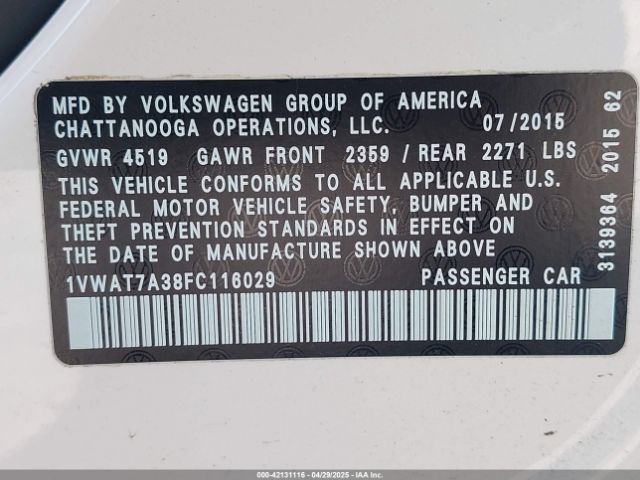 MFD BY VOLKSWAGEN GROUP OF AMERICA
CHATTANOOGA OPERATIONS, LLC. 07/2015
GVWR 4519 GAWR FRONT 2359 / REAR 2271 LBS
THIS VEHICLE CONFORMS TO ALL APPLICABLE U.S.
FEDERAL MOTOR VEHICLE SAFETY, BUMPER AND
THEFT PREVENTION STANDARDS IN EFFECT ON
THE DATE OF MANUFACTURE SHOWN ABOVE
1VWAT7A38FC116029 PASSENGER CAR
3139364 2015 62
000-42131116 - 04/29/2025 - IAA Inc.